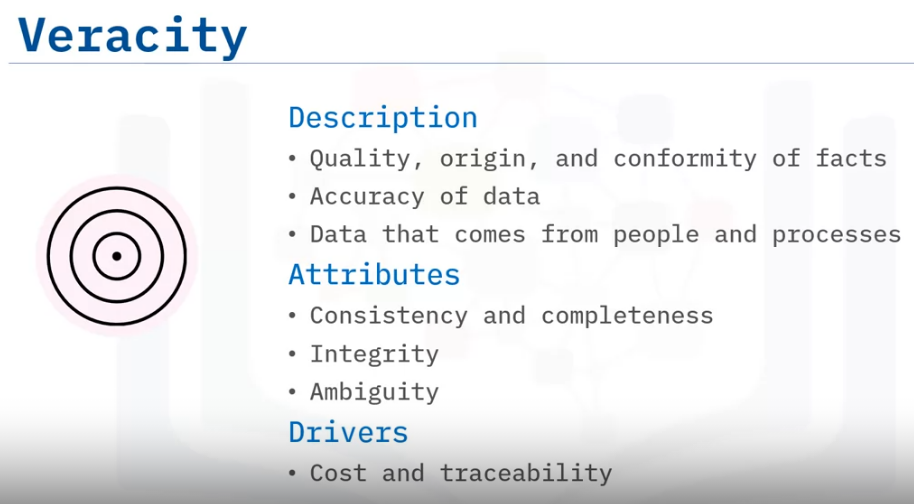 Veracity
Description
• Quality, origin, and conformity of facts
• Accuracy of data
• Data that comes from people and processes
Attributes
• Consistency and completeness
• Integrity
• Ambiguity
Drivers
• Cost and traceability